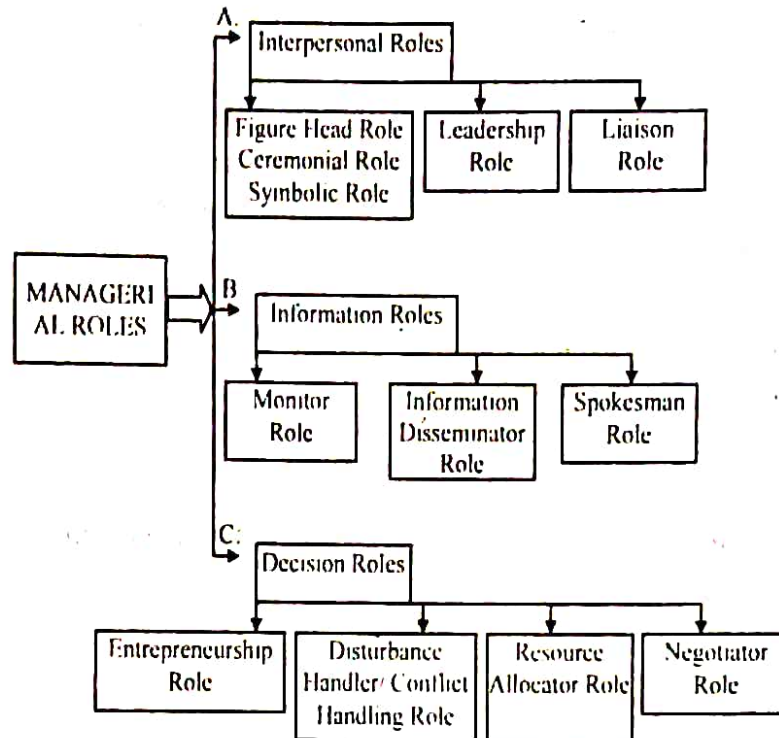 A.
Interpersonal Roles
Figure Head Role
Ceremonial Role
Symbolic Role
Leadership
Role
Liaison
Role
MANAGERI
AL ROLES
B
Information Roles
Monitor
Role
Information
Disseminator
Role
Spokesman
Role
C:
Decision Roles
Entrepreneurship
Role
Disturbance
Handler/ Conflict
Handling Role
Resource
Allocator Role
Negotiator
Role